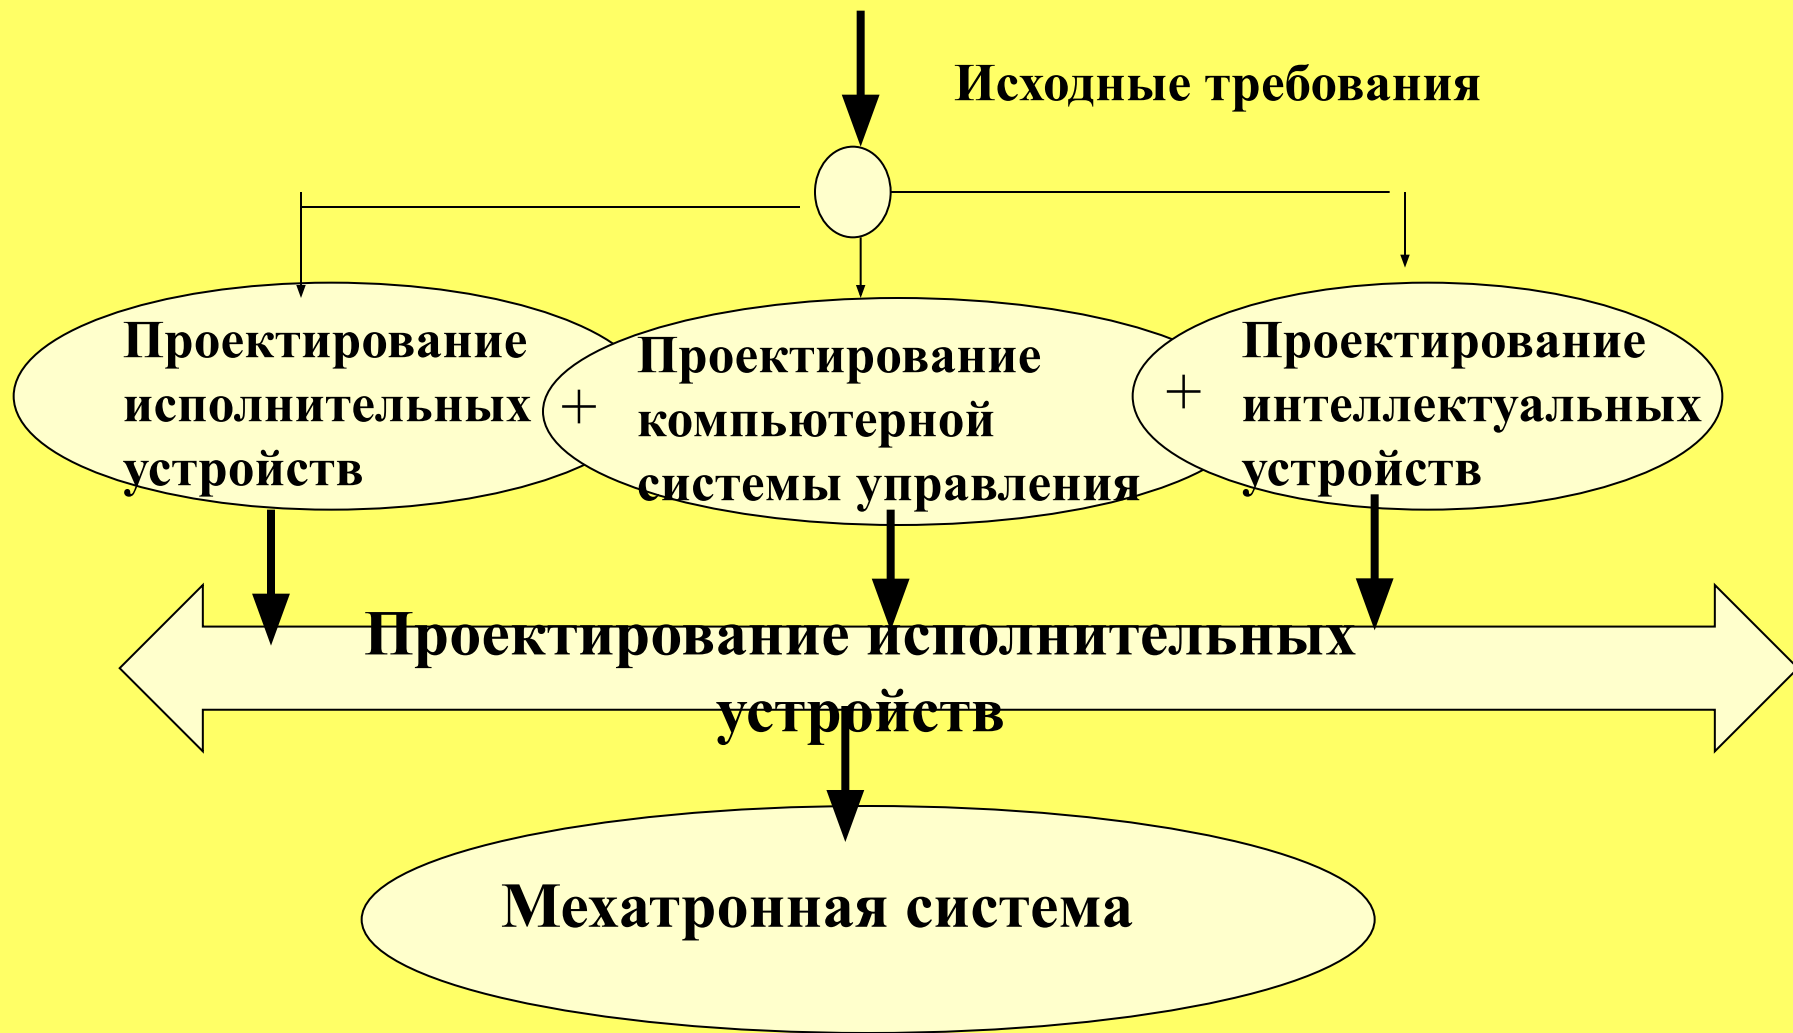 Исходные требования
Проектирование
исполнительных
устройств
+
Проектирование
компьютерной
системы управления
+
Проектирование
интеллектуальных
устройств
Проектирование исполнительных
устройств
Мехатронная система